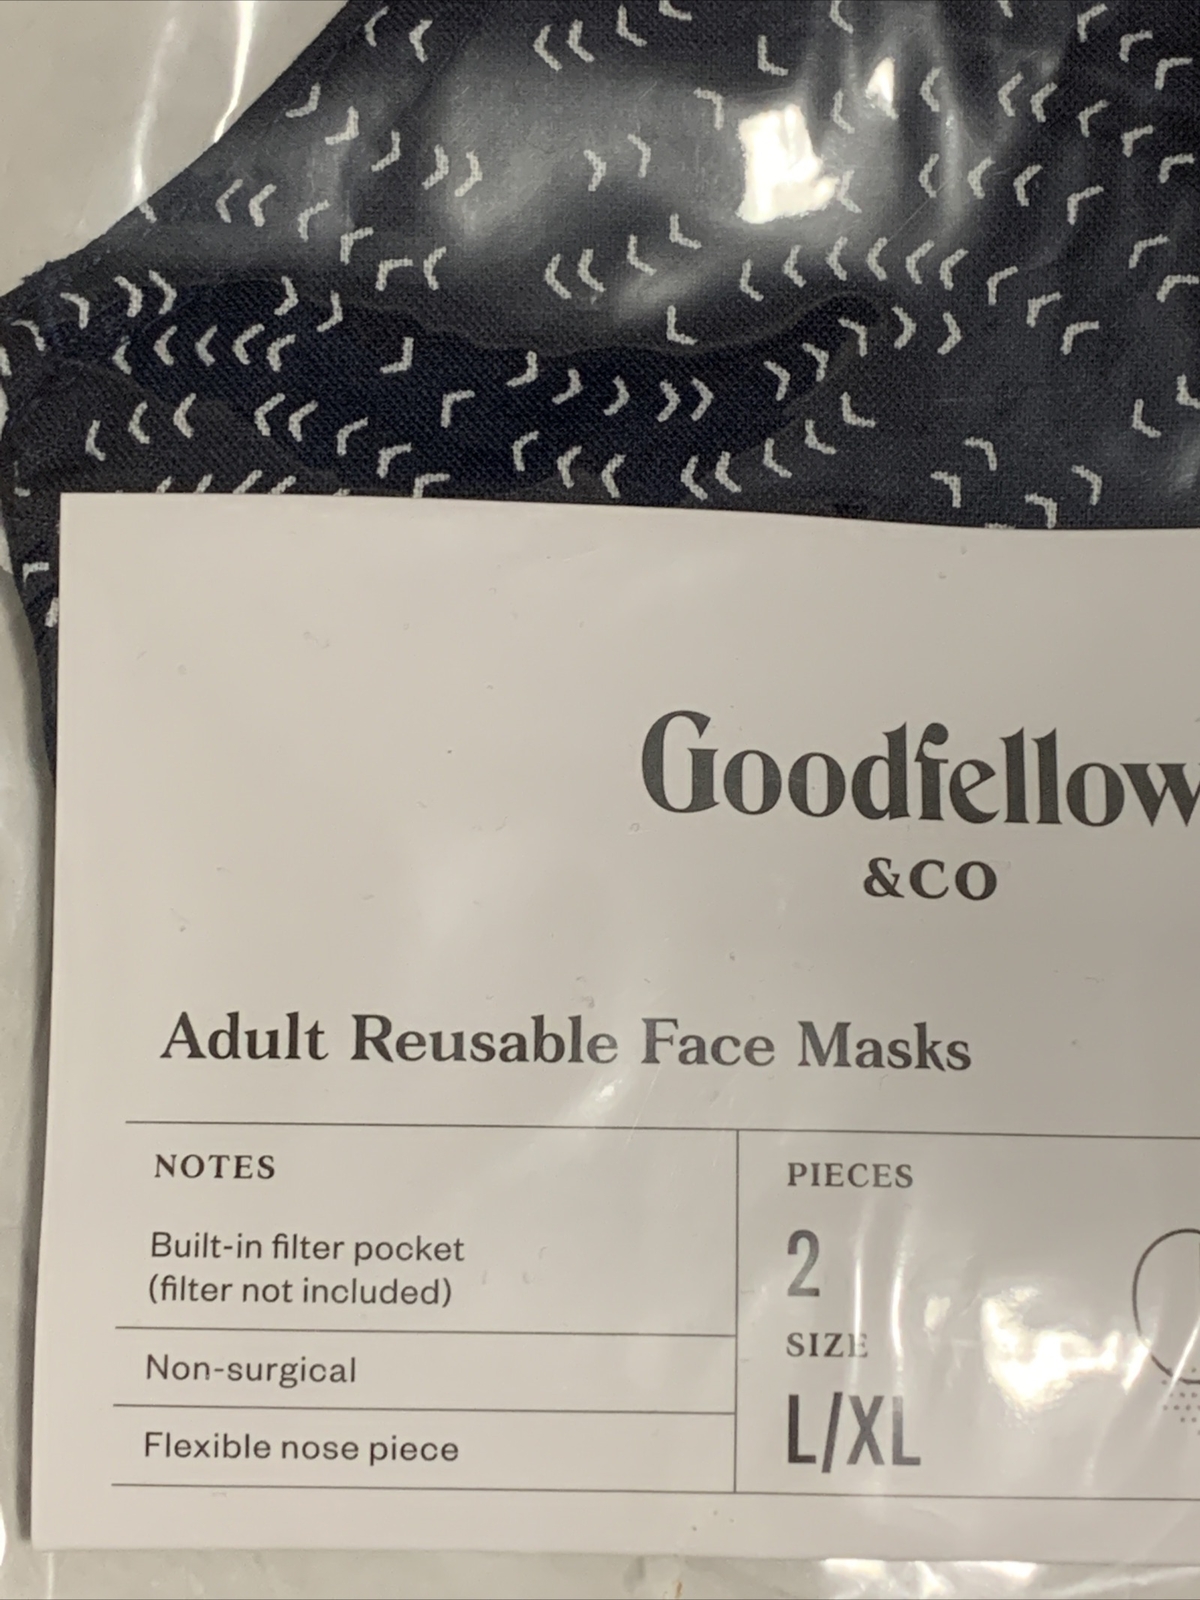 Goodfellow
&CO
Adult Reusable Face Masks
NOTES
Built-in filter pocket
(filter not included)
Non-surgical
Flexible nose piece
PIECES
2
SIZE
L/XL